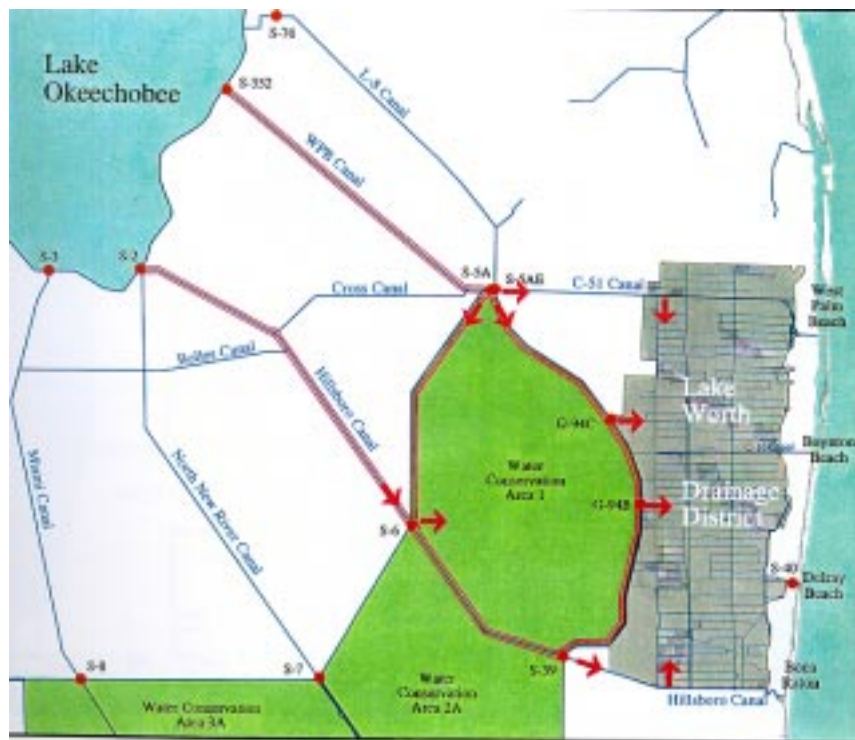 S-76
Lake
Okeechobee
S-352
L-8 Canal
WPB Canal
S-3
S-2
S-5A
S-5AE
Cross Canal
C-51 Canal
West
Palm
Beach
Bolles Canal
Hillsboro Canal
Lake
Worth
G-94C
Boynton
Beach
Miami Canal
North New River Canal
Water
Conservation
Area 1
G-94B
Drainage
District
S-6
S-40
Delray
Beach
S-39
S-8
S-7
Water
Conservation
Area 2A
Boca
Raton
Hillsboro Canal
Water Conservation
Area 3A